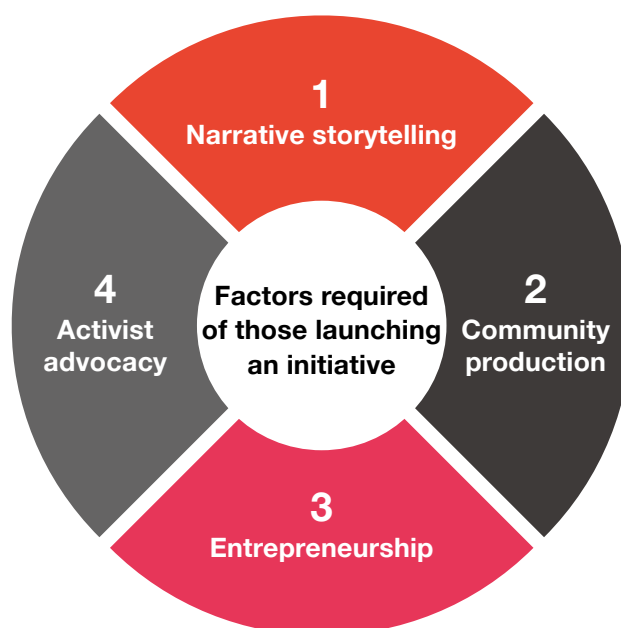 1
Narrative storytelling
2
Community
production
3
Entrepreneurship
4
Activist
advocacy
Factors required
of those launching
an initiative